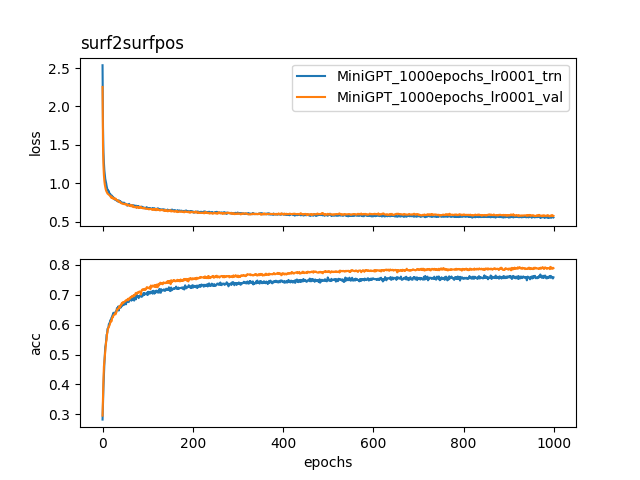 surf2surfpos
2.5
2.0
1.5
1.0
0.5
loss
MiniGPT_1000epochs_lr0001_trn
MiniGPT_1000epochs_lr0001_val
0.8
0.7
0.6
0.5
0.4
0.3
acc
0 200 400 600 800 1000
epochs